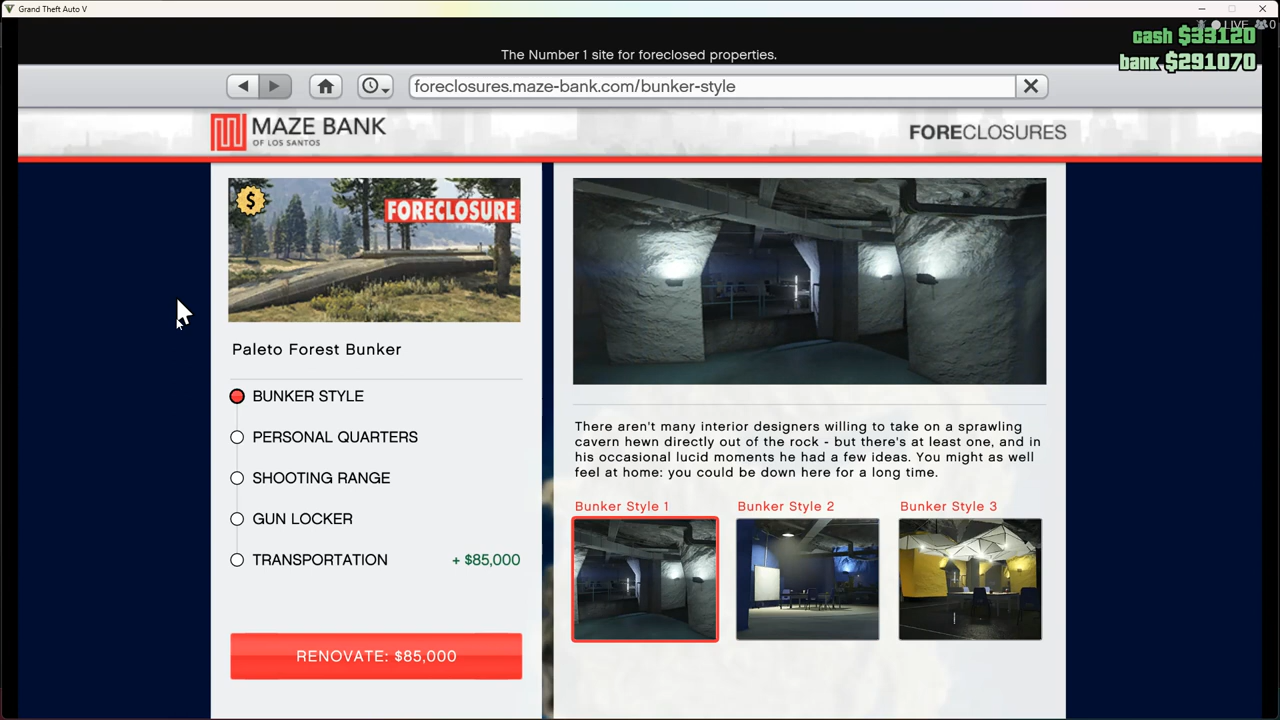 Grand Theft Auto V
LIVE 0
cash $33120
bank $291070
The Number 1 site for foreclosed properties.
foreclosures.maze-bank.com/bunker-style
MAZE BANK
OF LOS SANTOS
FORECLOSURES
$
FORECLOSURE
Paleto Forest Bunker
BUNKER STYLE
PERSONAL QUARTERS
SHOOTING RANGE
GUN LOCKER
TRANSPORTATION + $85,000
RENOVATE: $85,000
There aren't many interior designers willing to take on a sprawling
cavern hewn directly out of the rock - but there's at least one, and in
his occasional lucid moments he had a few ideas. You might as well
feel at home: you could be down here for a long time.
Bunker Style 1 Bunker Style 2 Bunker Style 3